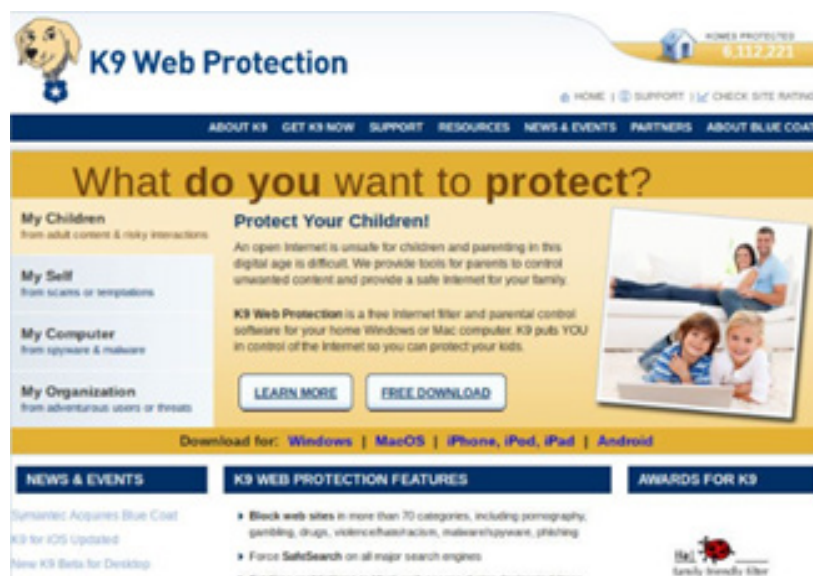 K9 Web Protection
HOMES PROTECTED
6,112,221
HOME | SUPPORT | CHECK SITE RATING
ABOUT K9 GET K9 NOW SUPPORT RESOURCES NEWS & EVENTS PARTNERS ABOUT BLUE COAT
What do you want to protect?
My Children
from adult content & risky interactions
My Self
from scams or temptations
My Computer
from spyware & malware
My Organization
from adventurous users or threats
Protect Your Children!
An open Internet is unsafe for children and parenting in this
digital age is difficult. We provide tools for parents to control
unwanted content and provide a safe Internet for your family.
K9 Web Protection is a free Internet filter and parental control
software for your home Windows or Mac computer. K9 puts YOU
in control of the Internet so you can protect your kids.
LEARN MORE FREE DOWNLOAD
Download for: Windows | MacOS | iPhone, iPod, iPad | Android
NEWS & EVENTS
Symantec Acquires Blue Coat
K9 for iOS Updated
New K9 Beta for Desktop
K9 WEB PROTECTION FEATURES
Block web sites in more than 70 categories, including pornography,
gambling, drugs, violence/hate/racism, malware/spyware, phishing
Force SafeSearch on all major search engines
AWARDS FOR K9
family friendly filter